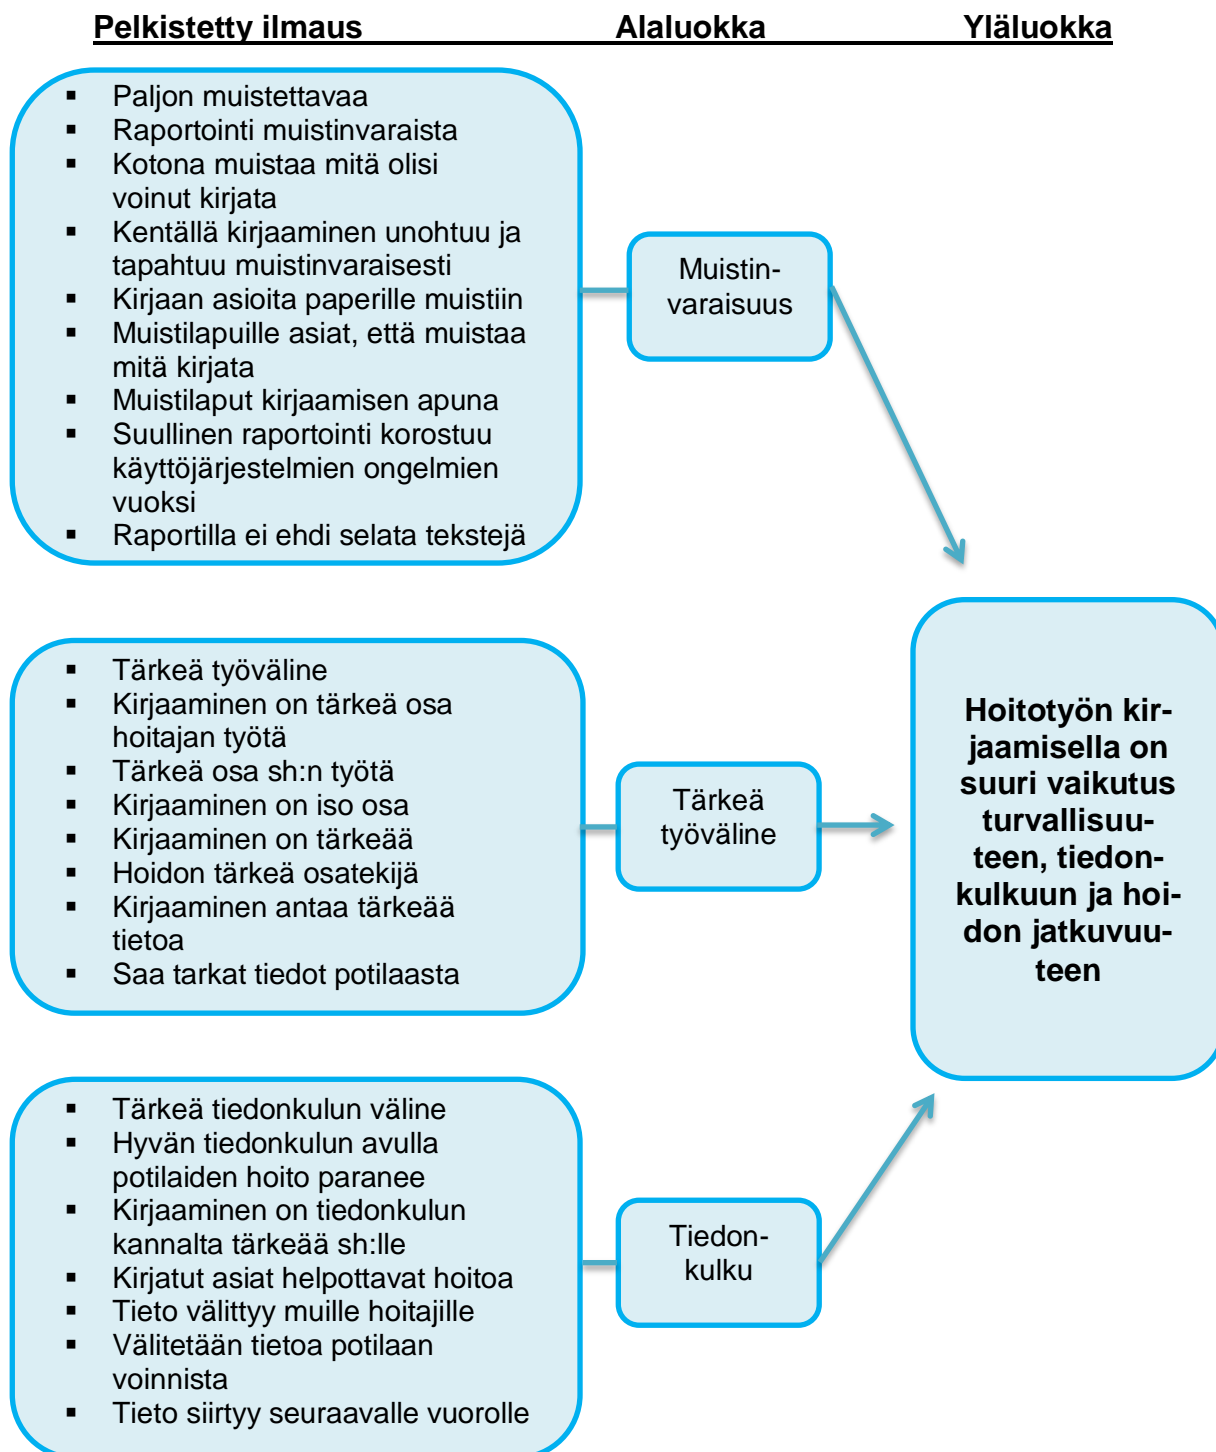 Pelkistetty ilmaus Alaluokka Yläluokka
▪ Paljon muistettavaa
▪ Raportointi muistinvaraista
▪ Kotona muistaa mitä olisi
voinut kirjata
▪ Kentällä kirjaaminen unohtuu ja
tapahtuu muistinvaraisesti
▪ Kirjaan asioita paperille muistiin
▪ Muistilapuille asiat, että muistaa
mitä kirjata
▪ Muistilaput kirjaamisen apuna
▪ Suullinen raportointi korostuu
käyttöjärjestelmien ongelmien
vuoksi
▪ Raportilla ei ehdi selata tekstejä
Muistin-
varaisuus
▪ Tärkeä työväline
▪ Kirjaaminen on tärkeä osa
hoitajan työtä
▪ Tärkeä osa sh:n työtä
▪ Kirjaaminen on iso osa
▪ Kirjaaminen on tärkeää
▪ Hoidon tärkeä osatekijä
▪ Kirjaaminen antaa tärkeää
tietoa
▪ Saa tarkat tiedot potilaasta
Tärkeä
työväline
▪ Tärkeä tiedonkulun väline
▪ Hyvän tiedonkulun avulla
potilaiden hoito paranee
▪ Kirjaaminen on tiedonkulun
kannalta tärkeää sh:lle
▪ Kirjatut asiat helpottavat hoitoa
▪ Tieto välittyy muille hoitajille
▪ Välitetään tietoa potilaan
voinnista
▪ Tieto siirtyy seuraavalle vuorolle
Tiedon-
kulku
Hoitotyön kir-
jaamisella on
suuri vaikutus
turvallisuu-
teen, tiedon-
kulkuun ja hoi-
don jatkuvuu-
teen